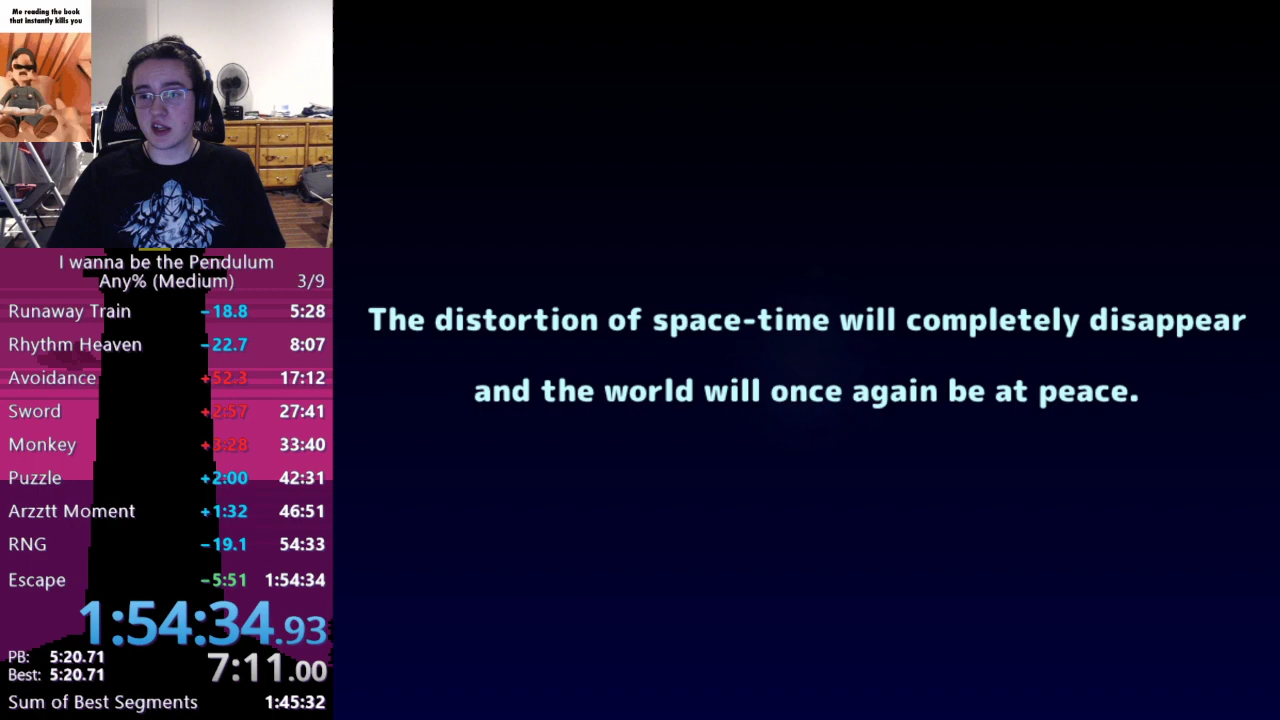 Me reading the book
that instantly kills you
I wanna be the Pendulum
Any% (Medium) 3/9
Runaway Train -18.8 5:28
Rhythm Heaven -22.7 8:07
Avoidance +52.3 17:12
Sword +2:57 27:41
Monkey +3:28 33:40
Puzzle +2:00 42:31
Arzztt Moment +1:32 46:51
RNG -19.1 54:33
Escape -5:51 1:54:34
1:54:34.93
PB: 5:20.71
Best: 5:20.71
7:11.00
Sum of Best Segments 1:45:32
The distortion of space-time will completely disappear
and the world will once again be at peace.